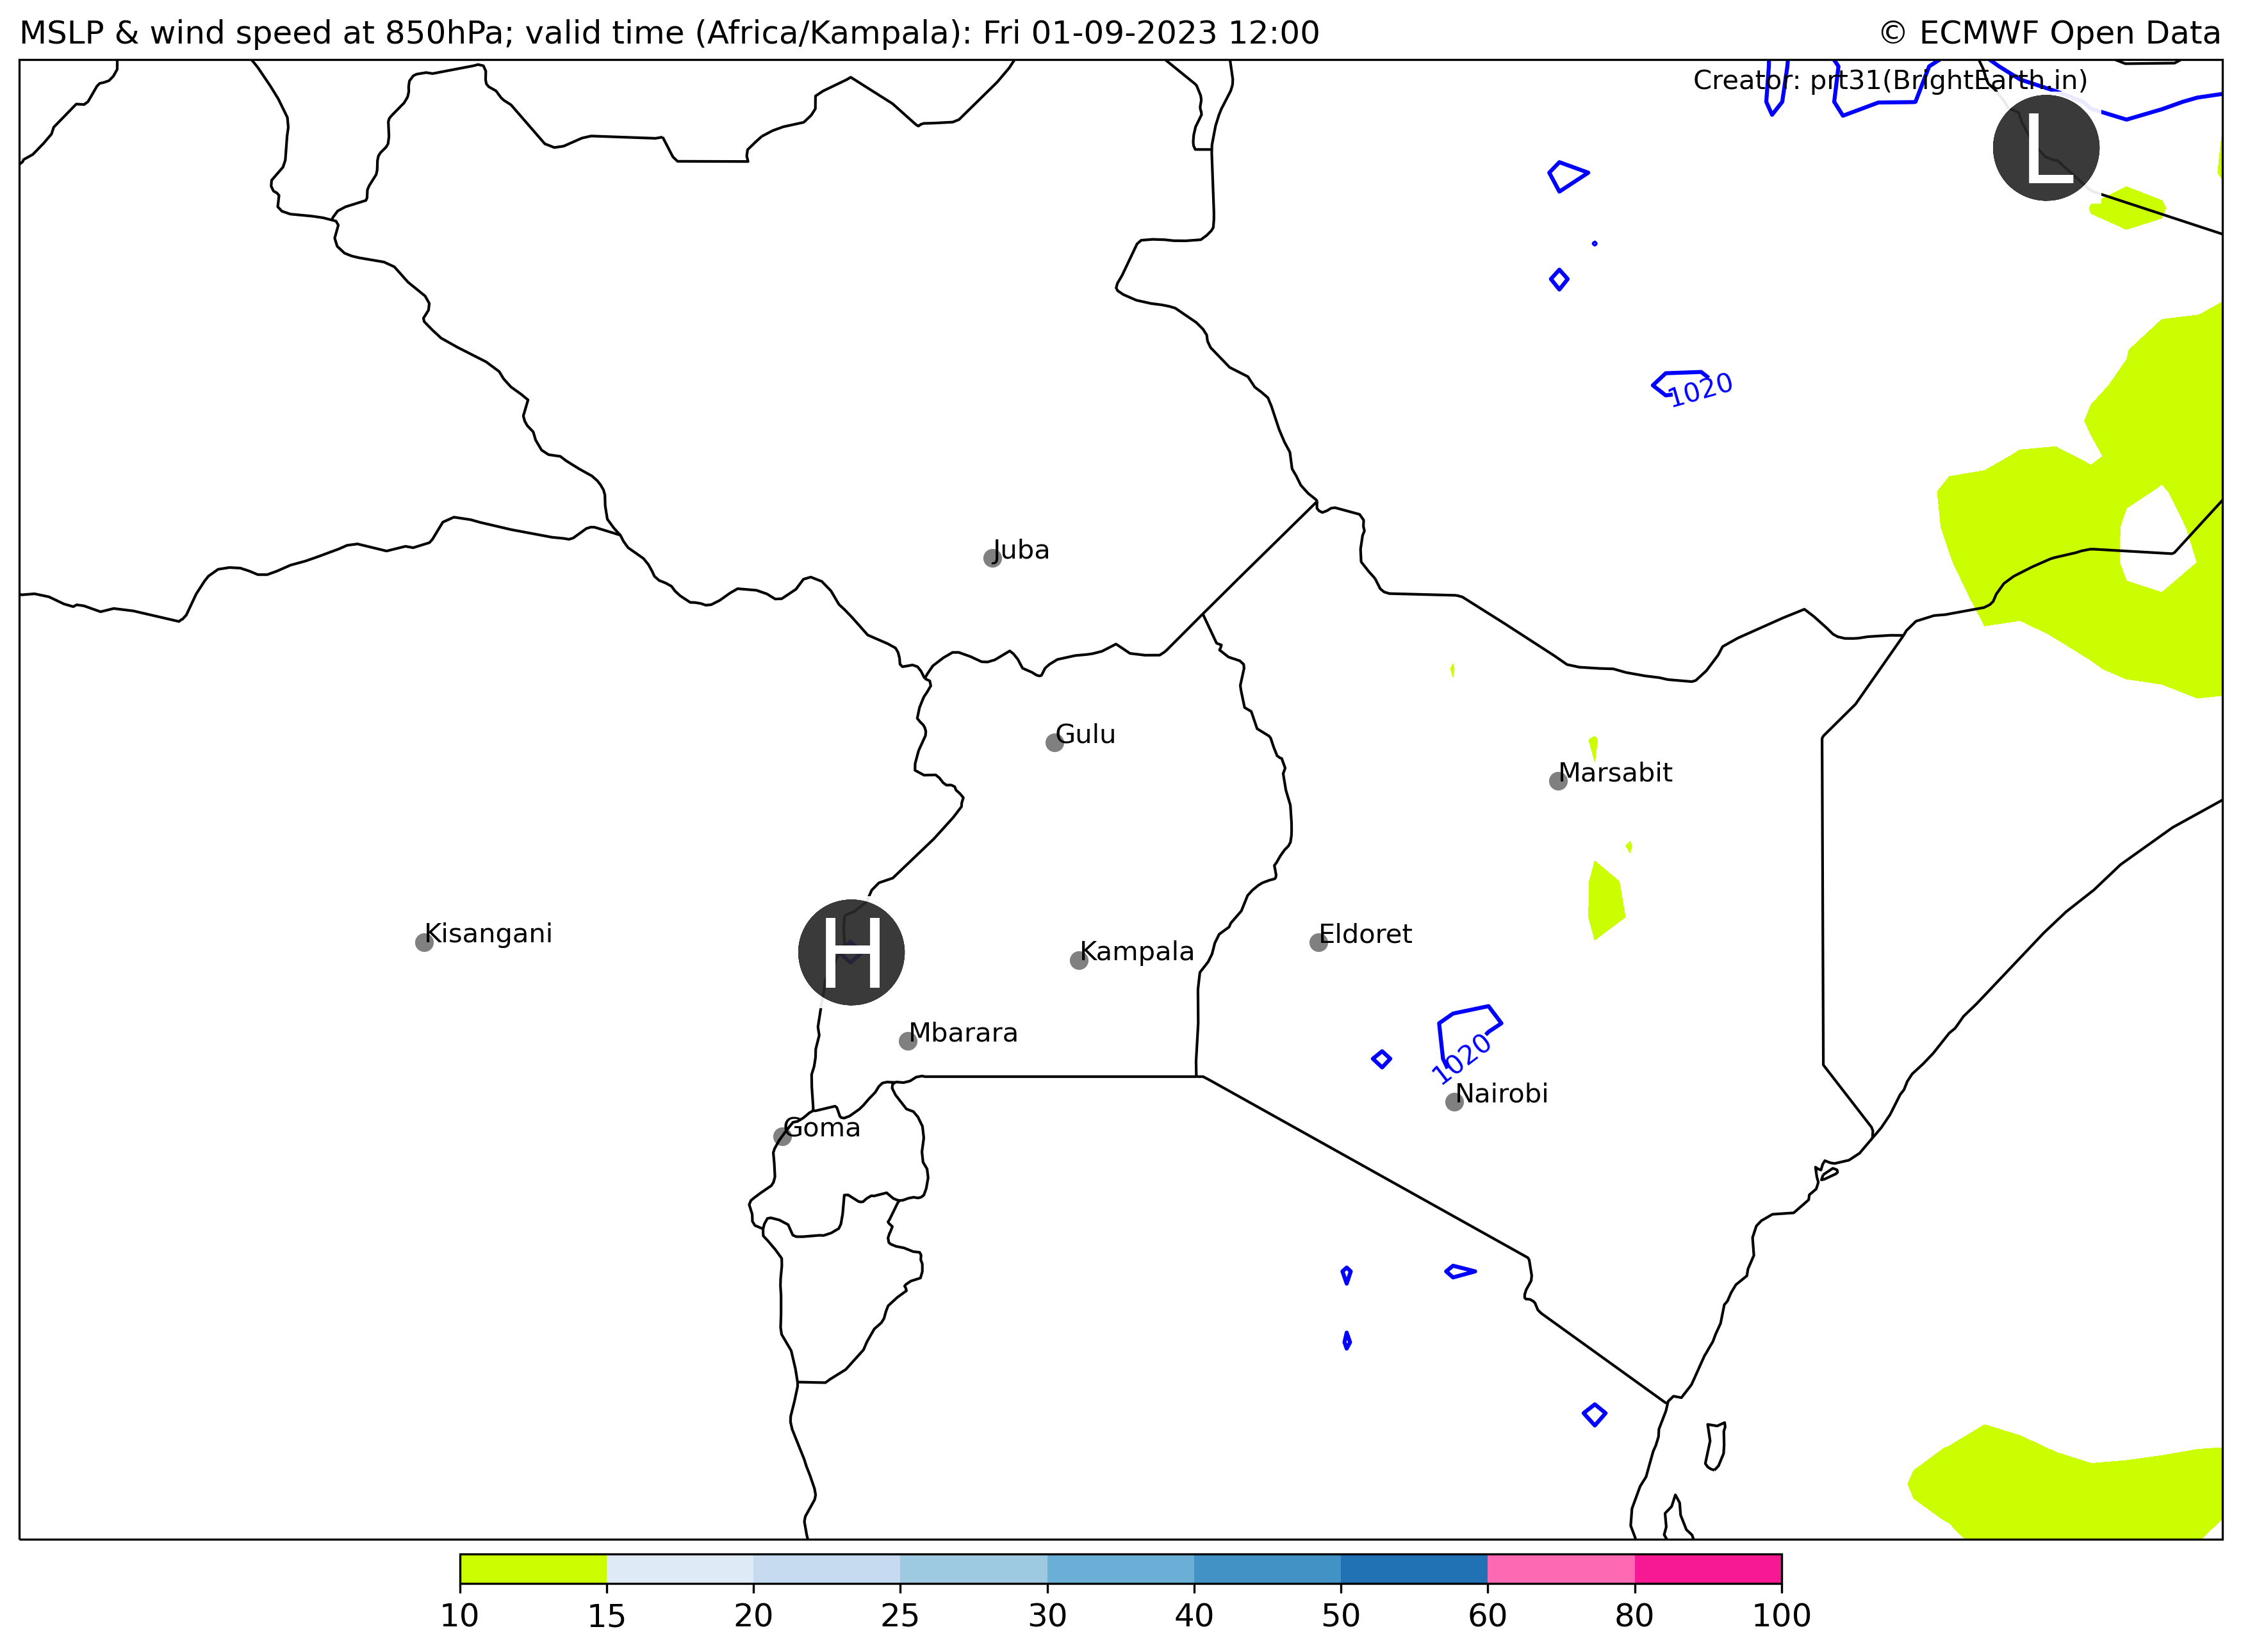 MSLP & wind speed at 850hPa; valid time (Africa/Kampala): Fri 01-09-2023 12:00
© ECMWF Open Data
Creator: prt31(BrightEarth.in)
L
1020
Juba
Gulu
Marsabit
Kisangani
H
Kampala
Eldoret
Mbarara
1020
Nairobi
Goma
10 15 20 25 30 40 50 60 80 100